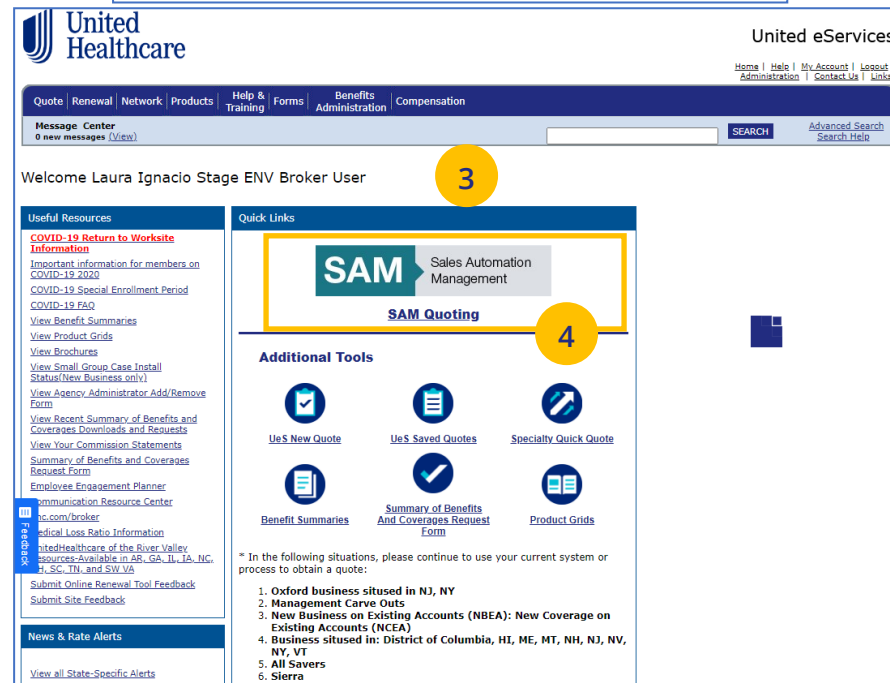 United
Healthcare
United eServices
Home | Help | My Account | Logout
Administration | Contact Us | Links
Quote | Renewal | Network | Products | Help & Training | Forms | Benefits Administration | Compensation
Message Center
0 new messages (View)
SEARCH
Advanced Search
Search Help
Welcome Laura Ignacio Stage ENV Broker User
3
Useful Resources
COVID-19 Return to Worksite
Information
Important information for members on
COVID-19 2020
COVID-19 Special Enrollment Period
COVID-19 FAQ
View Benefit Summaries
View Product Grids
View Brochures
View Small Group Case Install
Status(New Business only)
View Agency Administrator Add/Remove
Form
View Recent Summary of Benefits and
Coverages Downloads and Requests
View Your Commission Statements
Summary of Benefits and Coverages
Request Form
Employee Engagement Planner
ommunication Resource Center
hc.com/broker
edical Loss Ratio Information
nitedHealthcare of the River Valley
esources-Available in AR, GA, IL, IA, NC,
H, SC, TN, and SW VA
Submit Online Renewal Tool Feedback
Submit Site Feedback
Feedback
News & Rate Alerts
View all State-Specific Alerts
Quick Links
SAM
Sales Automation
Management
SAM Quoting
4
Additional Tools
UeS New Quote
UeS Saved Quotes
Specialty Quick Quote
Benefit Summaries
Summary of Benefits
And Coverages Request
Form
Product Grids
* In the following situations, please continue to use your current system or
process to obtain a quote:
1. Oxford business sitused in NJ, NY
2. Management Carve Outs
3. New Business on Existing Accounts (NBEA): New Coverage on
Existing Accounts (NCEA)
4. Business sitused in: District of Columbia, HI, ME, MT, NH, NJ, NV,
NY, VT
5. All Savers
6. Sierra